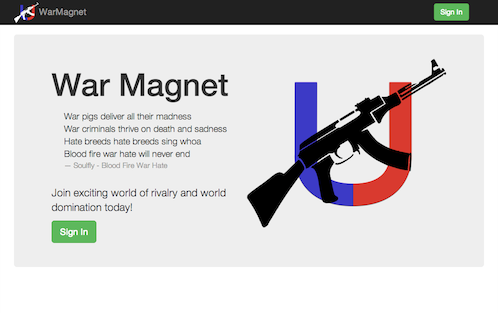 WarMagnet
Sign In
War Magnet
War pigs deliver all their madness
War criminals thrive on death and sadness
Hate breeds hate breeds sing whoa
Blood fire war hate will never end
— Soulfly - Blood Fire War Hate
Join exciting world of rivalry and world
domination today!
Sign In